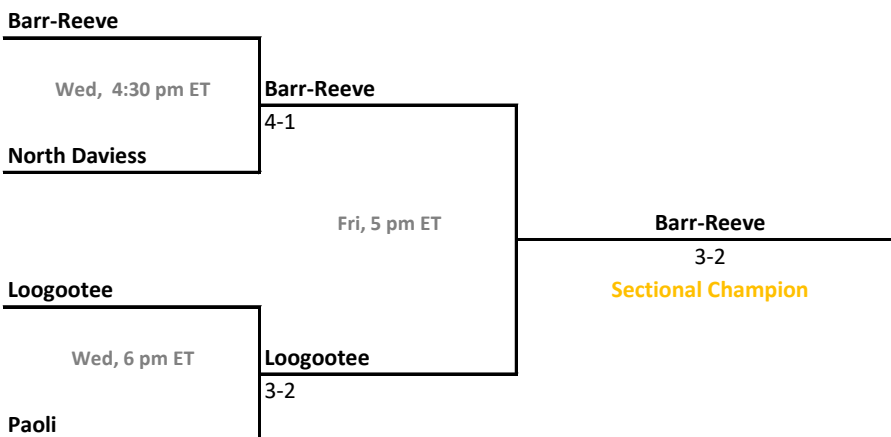 Barr-Reeve
Wed,  4:30 pm ET
Barr-Reeve
4-1
North Daviess
Fri, 5 pm ET
Barr-Reeve
3-2
Sectional Champion
Loogootee
Wed, 6 pm ET
Loogootee
3-2
Paoli